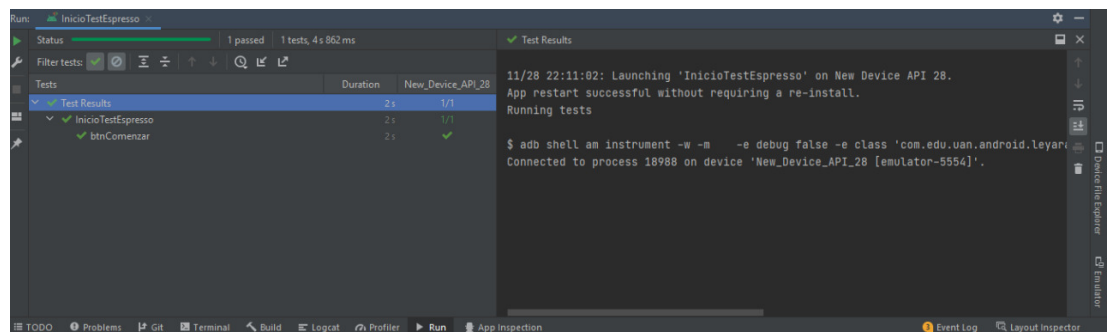 Run: InicioTestEspresso
Status 1 passed 1 tests, 4 s 862 ms
Filter tests:
Tests Duration New_Device_API_28
Test Results 2 s 1/1
InicioTestEspresso 2 s 1/1
btnComenzar 2 s
Test Results
11/28 22:11:02: Launching 'InicioTestEspresso' on New Device API 28.
App restart successful without requiring a re-install.
Running tests
$ adb shell am instrument -w -m    -e debug false -e class 'com.edu.uan.android.leyara
Connected to process 18988 on device 'New_Device_API_28 [emulator-5554]'.
Device File Explorer
Emulator
TODO Problems Git Terminal Build Logcat Profiler Run App Inspection 3 Event Log Layout Inspector